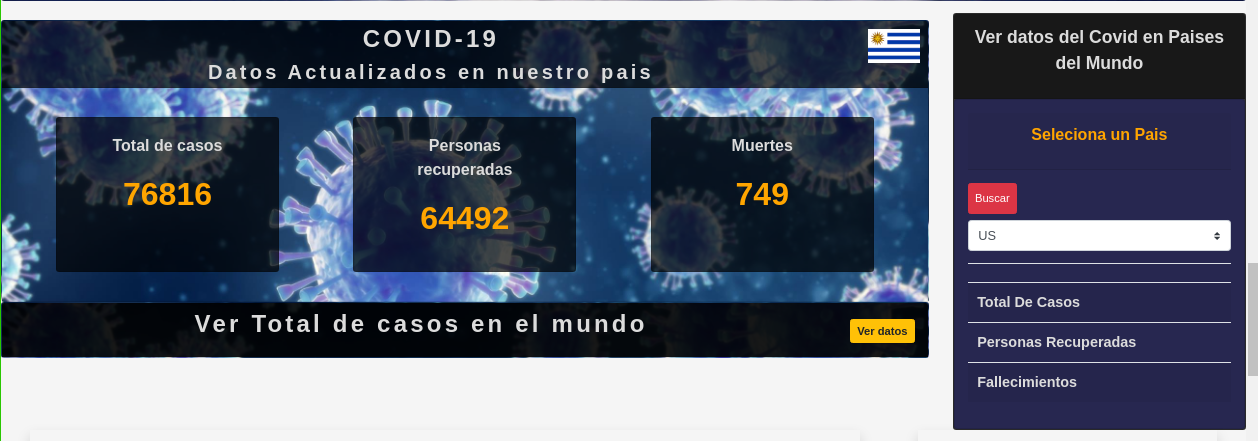 COVID-19
Datos Actualizados en nuestro pais
Total de casos
76816
Personas
recuperadas
64492
Muertes
749
Ver Total de casos en el mundo
Ver datos
Ver datos del Covid en Paises
del Mundo
Seleciona un Pais
Buscar
US
Total De Casos
Personas Recuperadas
Fallecimientos